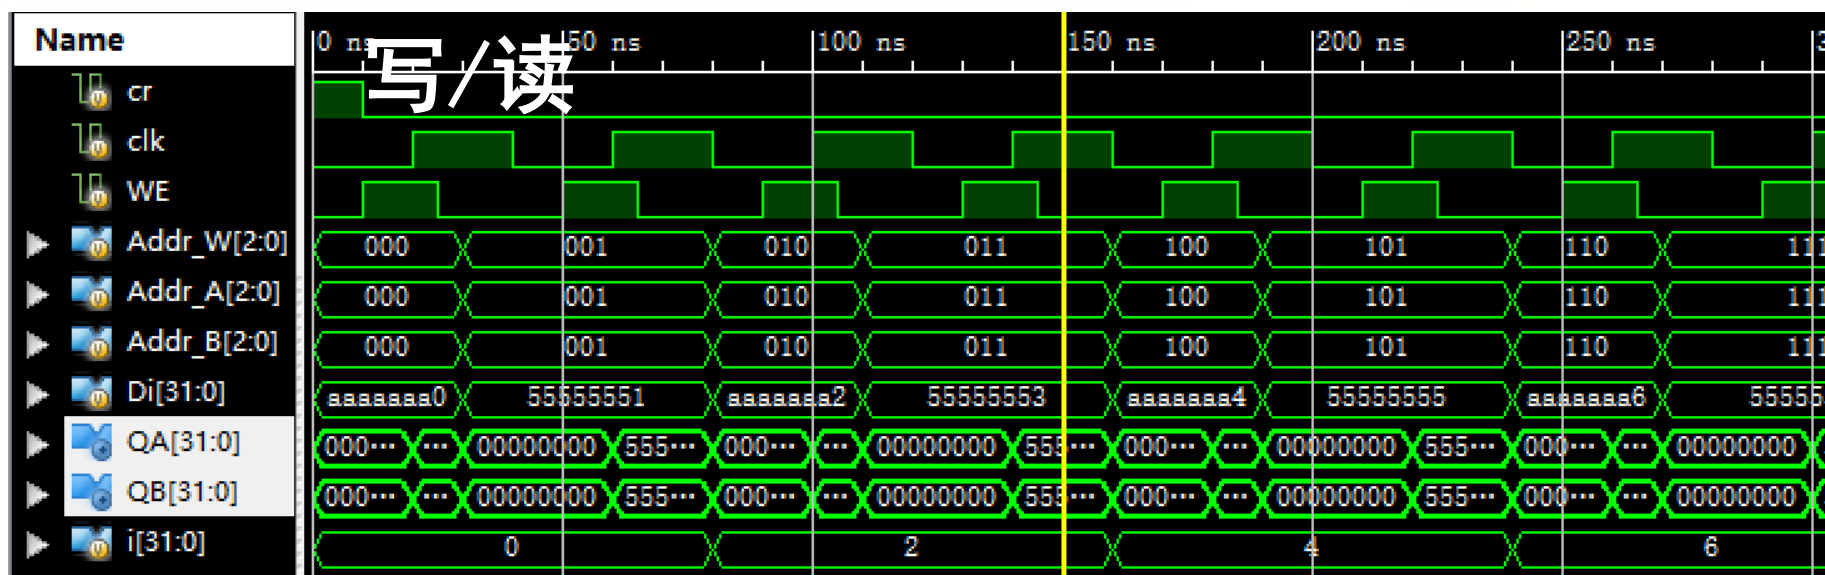 Name 0 ns 50 ns 100 ns 150 ns 200 ns 250 ns
写/读
cr
clk
WE
Addr_W[2:0] 000 001 010 011 100 101 110 111
Addr_A[2:0] 000 001 010 011 100 101 110 111
Addr_B[2:0] 000 001 010 011 100 101 110 111
Di[31:0] aaaaaaa0 55555551 aaaaaaa2 55555553 aaaaaaa4 55555555 aaaaaaa6 55555
QA[31:0] 000··· ··· 00000000 555··· 000··· ··· 00000000 555··· 000··· ··· 00000000 555··· 000··· ··· 00000000
QB[31:0] 000··· ··· 00000000 555··· 000··· ··· 00000000 555··· 000··· ··· 00000000 555··· 000··· ··· 00000000
i[31:0] 0 2 4 6